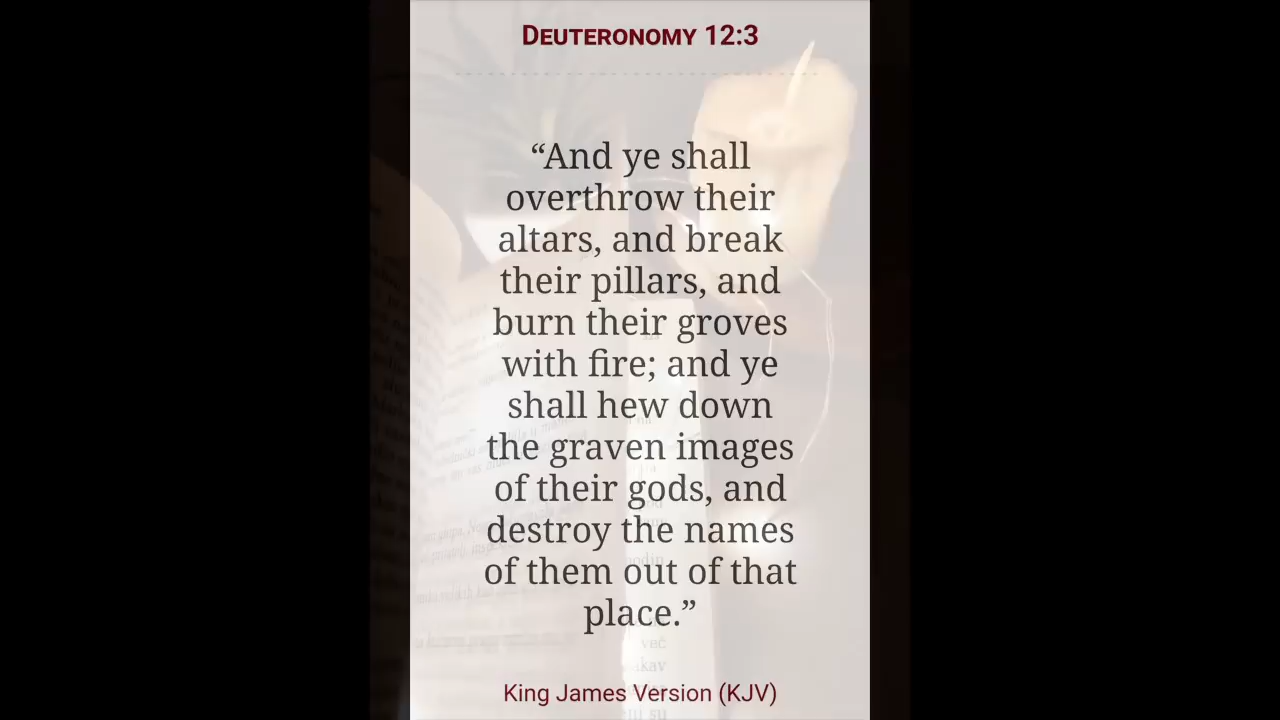 DEUTERONOMY 12:3
“And ye shall
overthrow their
altars, and break
their pillars, and
burn their groves
with fire; and ye
shall hew down
the graven images
of their gods, and
destroy the names
of them out of that
place.”
več
King James Version (KJV)